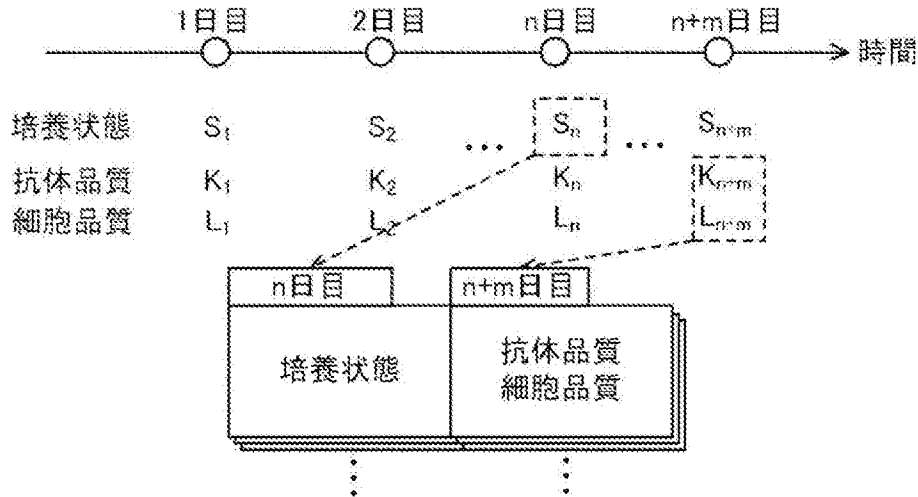 1日目 2日目 n日目 n+m日目
時間
培養状態 S₁ S₂ … Sₙ … Sₙ₊ₘ
抗体品質 K₁ K₂ Kₙ Kₙ₊ₘ
細胞品質 L₁ L₂ Lₙ Lₙ₊ₘ
n日目 n+m日目
培養状態 抗体品質
細胞品質